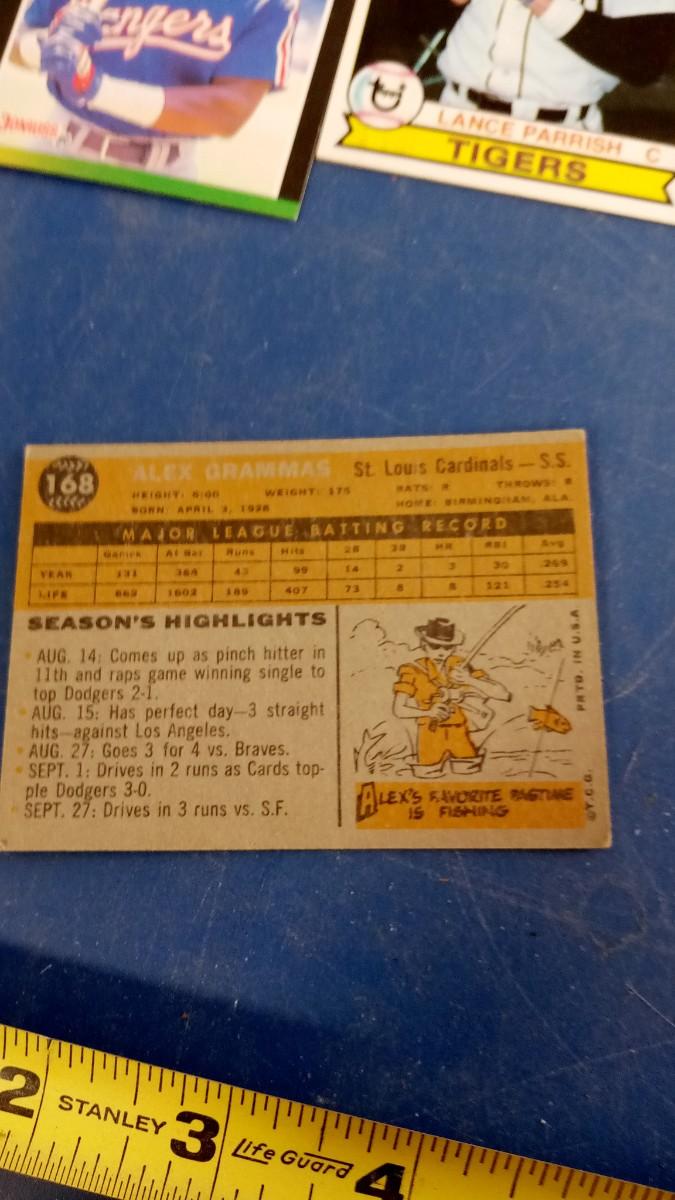 Rangers
DONRUSS
LANCE PARRISH C
TIGERS
168
ALEX GRAMMAS St. Louis Cardinals — S.S.
HEIGHT: 6:00 WEIGHT: 175 BATS: R THROWS: R
BORN: APRIL 3, 1926 HOME: BIRMINGHAM, ALA.
MAJOR LEAGUE BATTING RECORD
Games At Bat Runs Hits 2B 3B HR RBI Avg
YEAR 131 368 43 99 14 2 3 30 .269
LIFE 662 1602 189 407 73 8 8 121 .254
SEASON'S HIGHLIGHTS
AUG. 14: Comes up as pinch hitter in
11th and raps game winning single to
top Dodgers 2-1.
AUG. 15: Has perfect day—3 straight
hits—against Los Angeles.
AUG. 27: Goes 3 for 4 vs. Braves.
SEPT. 1: Drives in 2 runs as Cards top-
ple Dodgers 3-0.
SEPT. 27: Drives in 3 runs vs. S.F.
ALEX'S FAVORITE PASTIME
IS FISHING
©T.C.G. PRTD. IN U.S.A
2 STANLEY 3 Life Guard 4